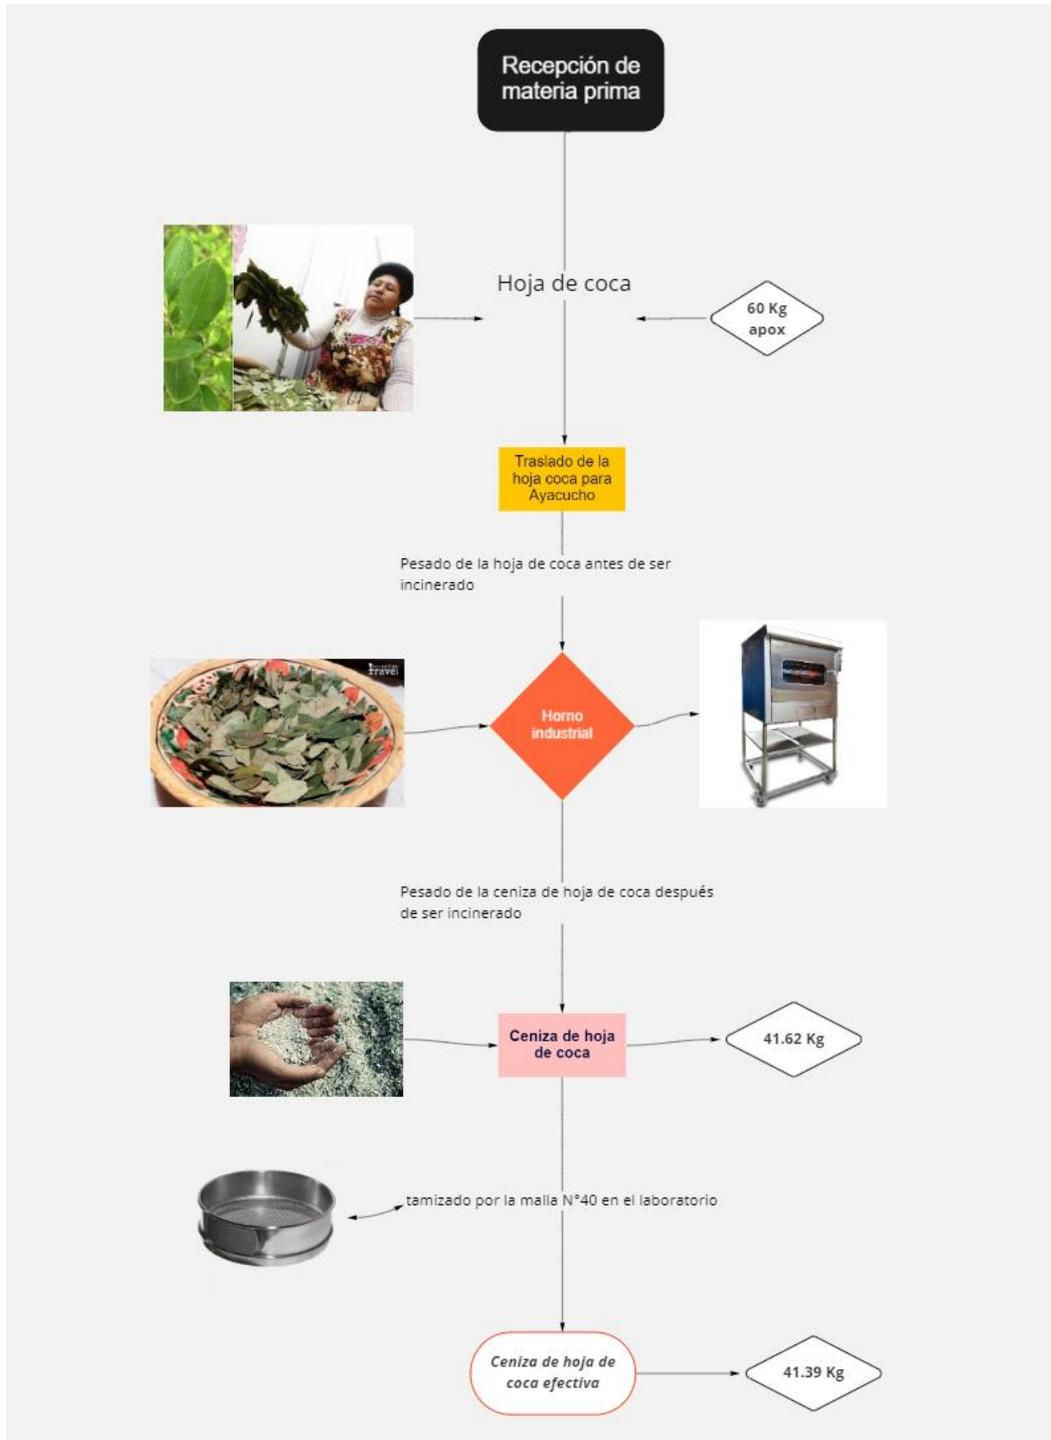 Recepción de
materia prima
Hoja de coca
60 Kg
apox
Traslado de la
hoja coca para
Ayacucho
Pesado de la hoja de coca antes de ser
incinerado
Travel
Horno
industrial
Pesado de la ceniza de hoja de coca después
de ser incinerado
Ceniza de hoja
de coca
41.62 Kg
tamizado por la malla N°40 en el laboratorio
Ceniza de hoja de
coca efectiva
41.39 Kg